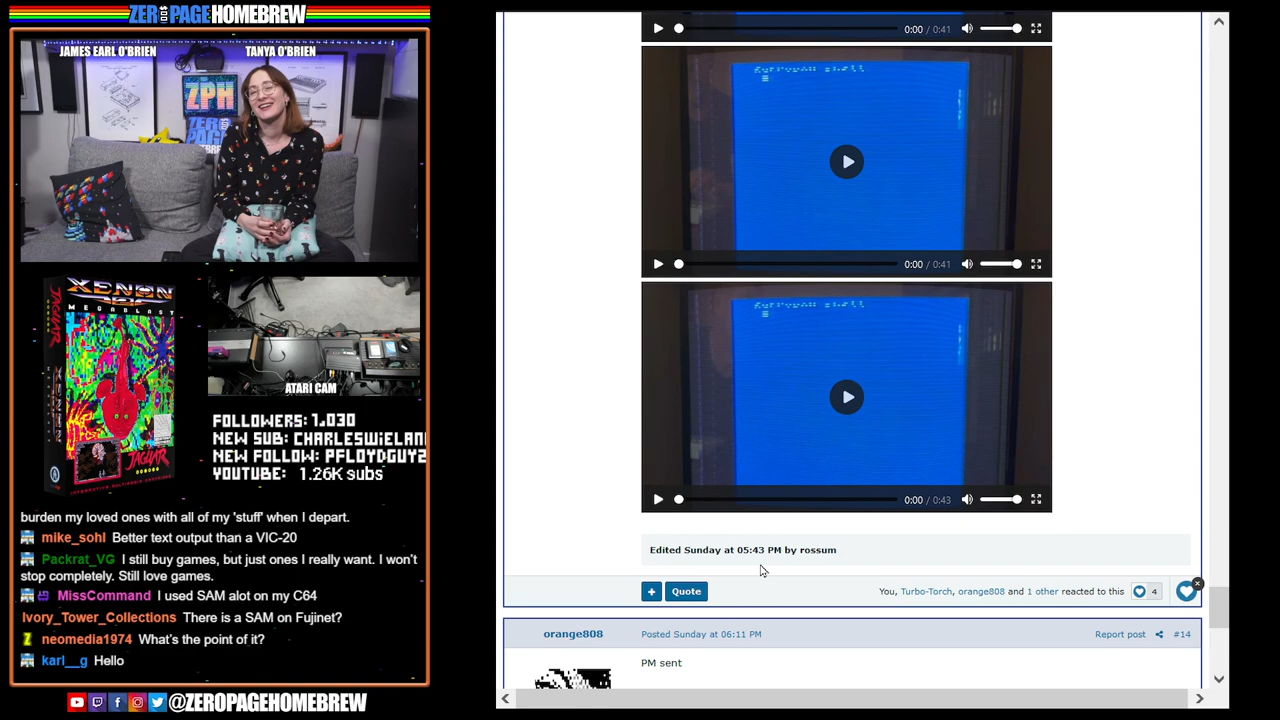 ZEROPAGE HOMEBREW
JAMES EARL O'BRIEN
TANYA O'BRIEN
ZPH
XENON
MEGABLAST
JAGUAR
JAGUAR
ATARI CAM
FOLLOWERS: 1,030
NEW SUB: CHARLESWIELAN
NEW FOLLOW: PFLOYDGUYZ
YOUTUBE: 1.26K subs
burden my loved ones with all of my 'stuff' when I depart.
mike_sohl Better text output than a VIC-20
Packrat_VG I still buy games, but just ones I really want. I won't
stop completely. Still love games.
MissCommand I used SAM alot on my C64
Ivory_Tower_Collections There is a SAM on Fujinet?
neomedia1974 What's the point of it?
karl__g Hello
@ZEROPAGEHOMEBREW
0:00 / 0:41
0:00 / 0:41
0:00 / 0:43
Edited Sunday at 05:43 PM by rossum
+ Quote
You, Turbo-Torch, orange808 and 1 other reacted to this
4
orange808
Posted Sunday at 06:11 PM
Report post
#14
PM sent